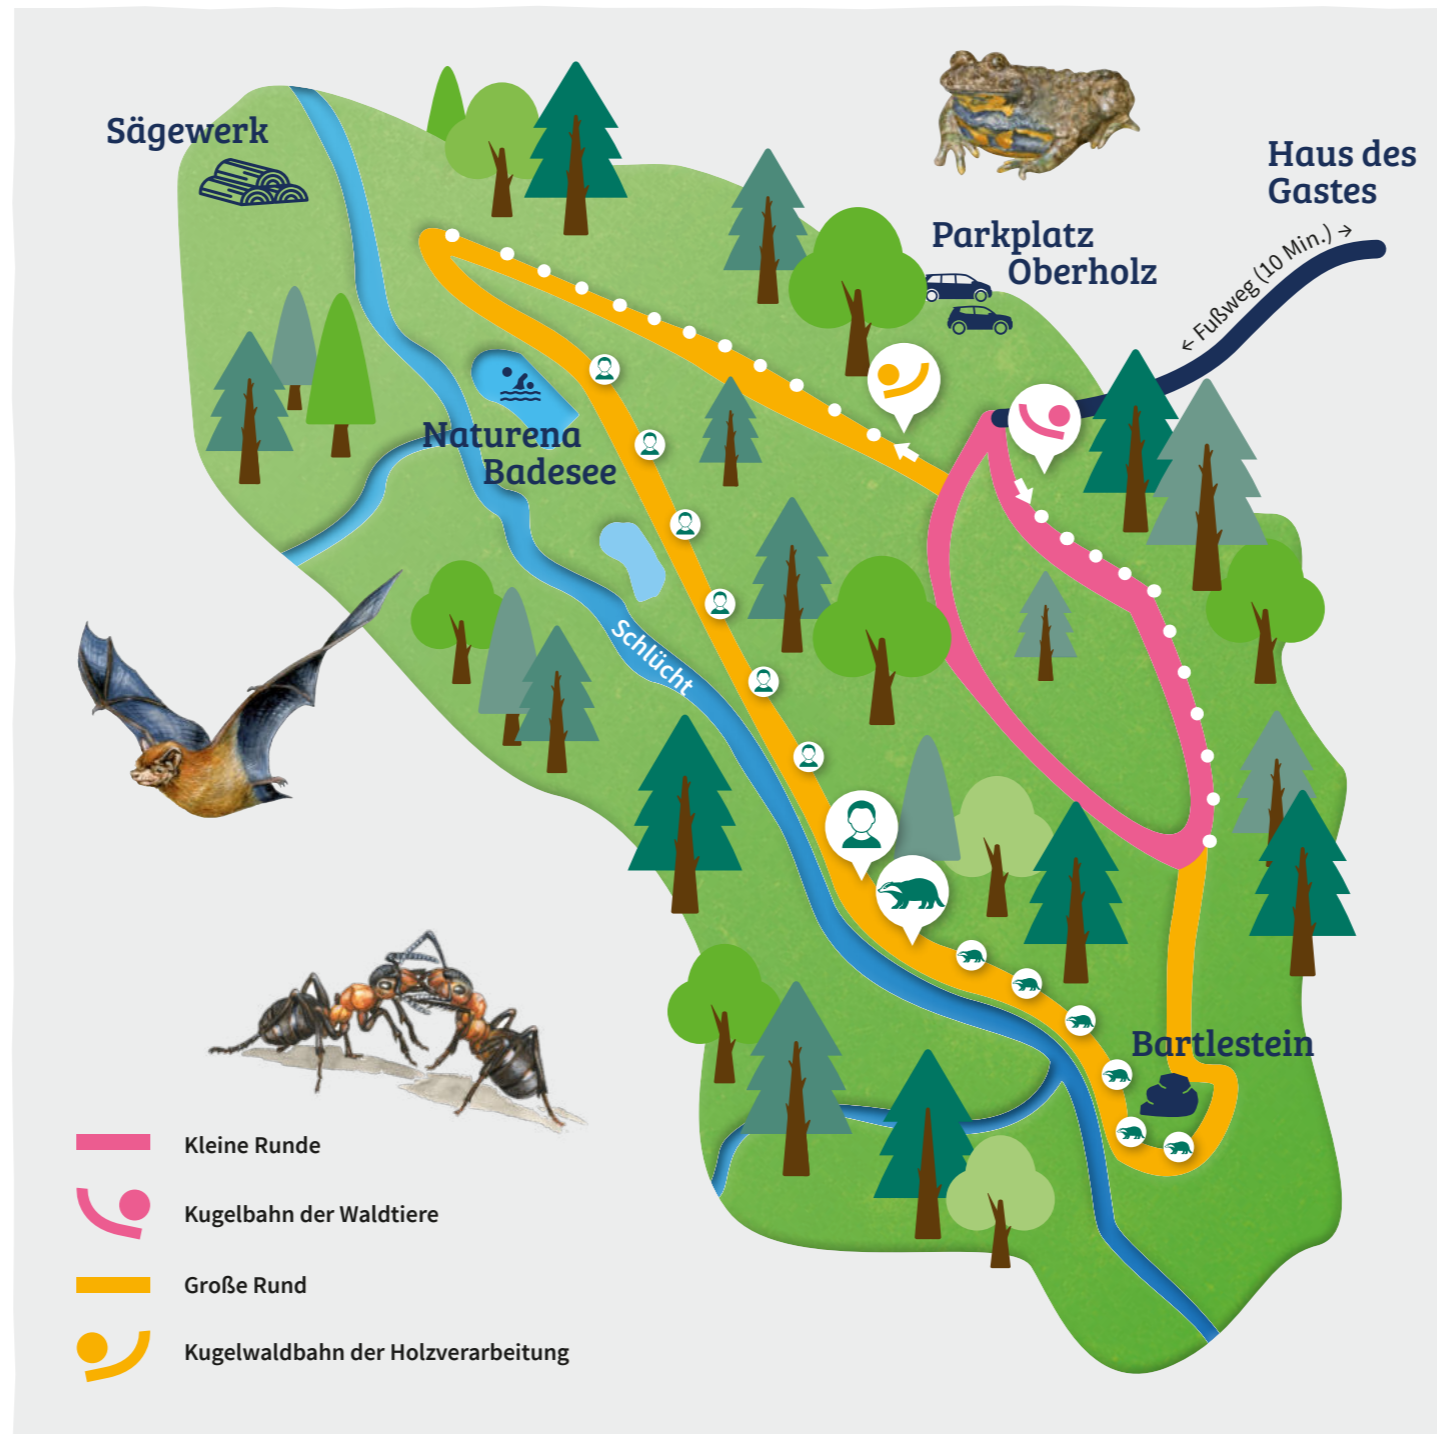 Sägewerk
Haus des
Gastes
Parkplatz
Oberholz
← Fußweg (10 Min.) →
Naturena
Badesee
Schlücht
Bartlestein
Kleine Runde
Kugelbahn der Waldtiere
Große Rund
Kugelwaldbahn der Holzverarbeitung